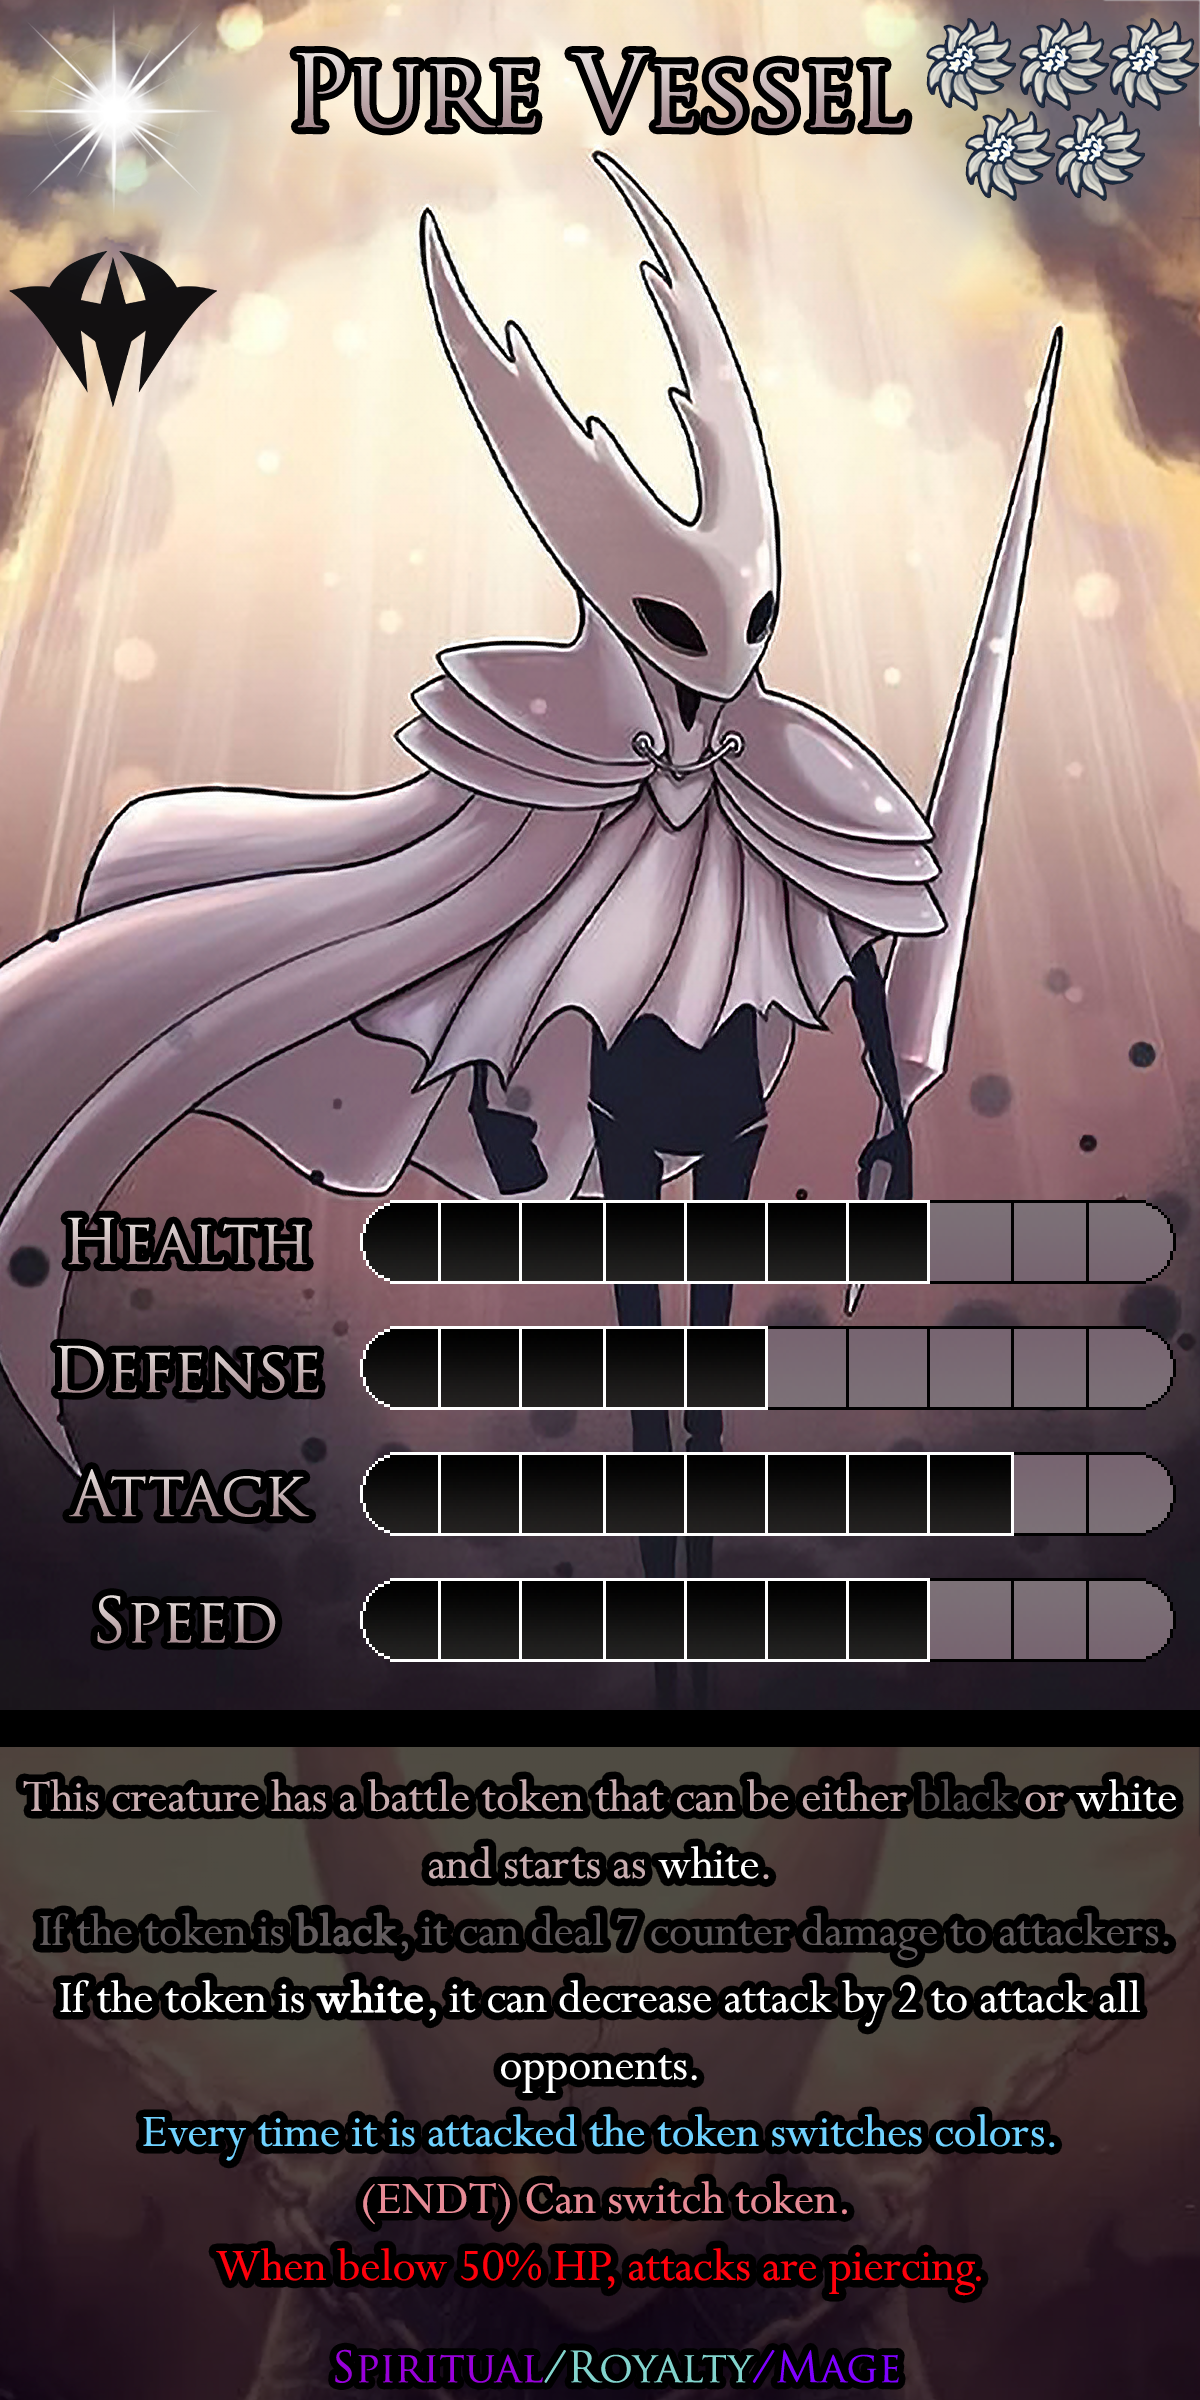 Pure Vessel
Health
Defense
Attack
Speed
This creature has a battle token that can be either black or white
and starts as white.
If the token is black, it can deal 7 counter damage to attackers.
If the token is white, it can decrease attack by 2 to attack all
opponents.
Every time it is attacked the token switches colors.
(ENDT) Can switch token.
When below 50% HP, attacks are piercing.
Spiritual/Royalty/Mage